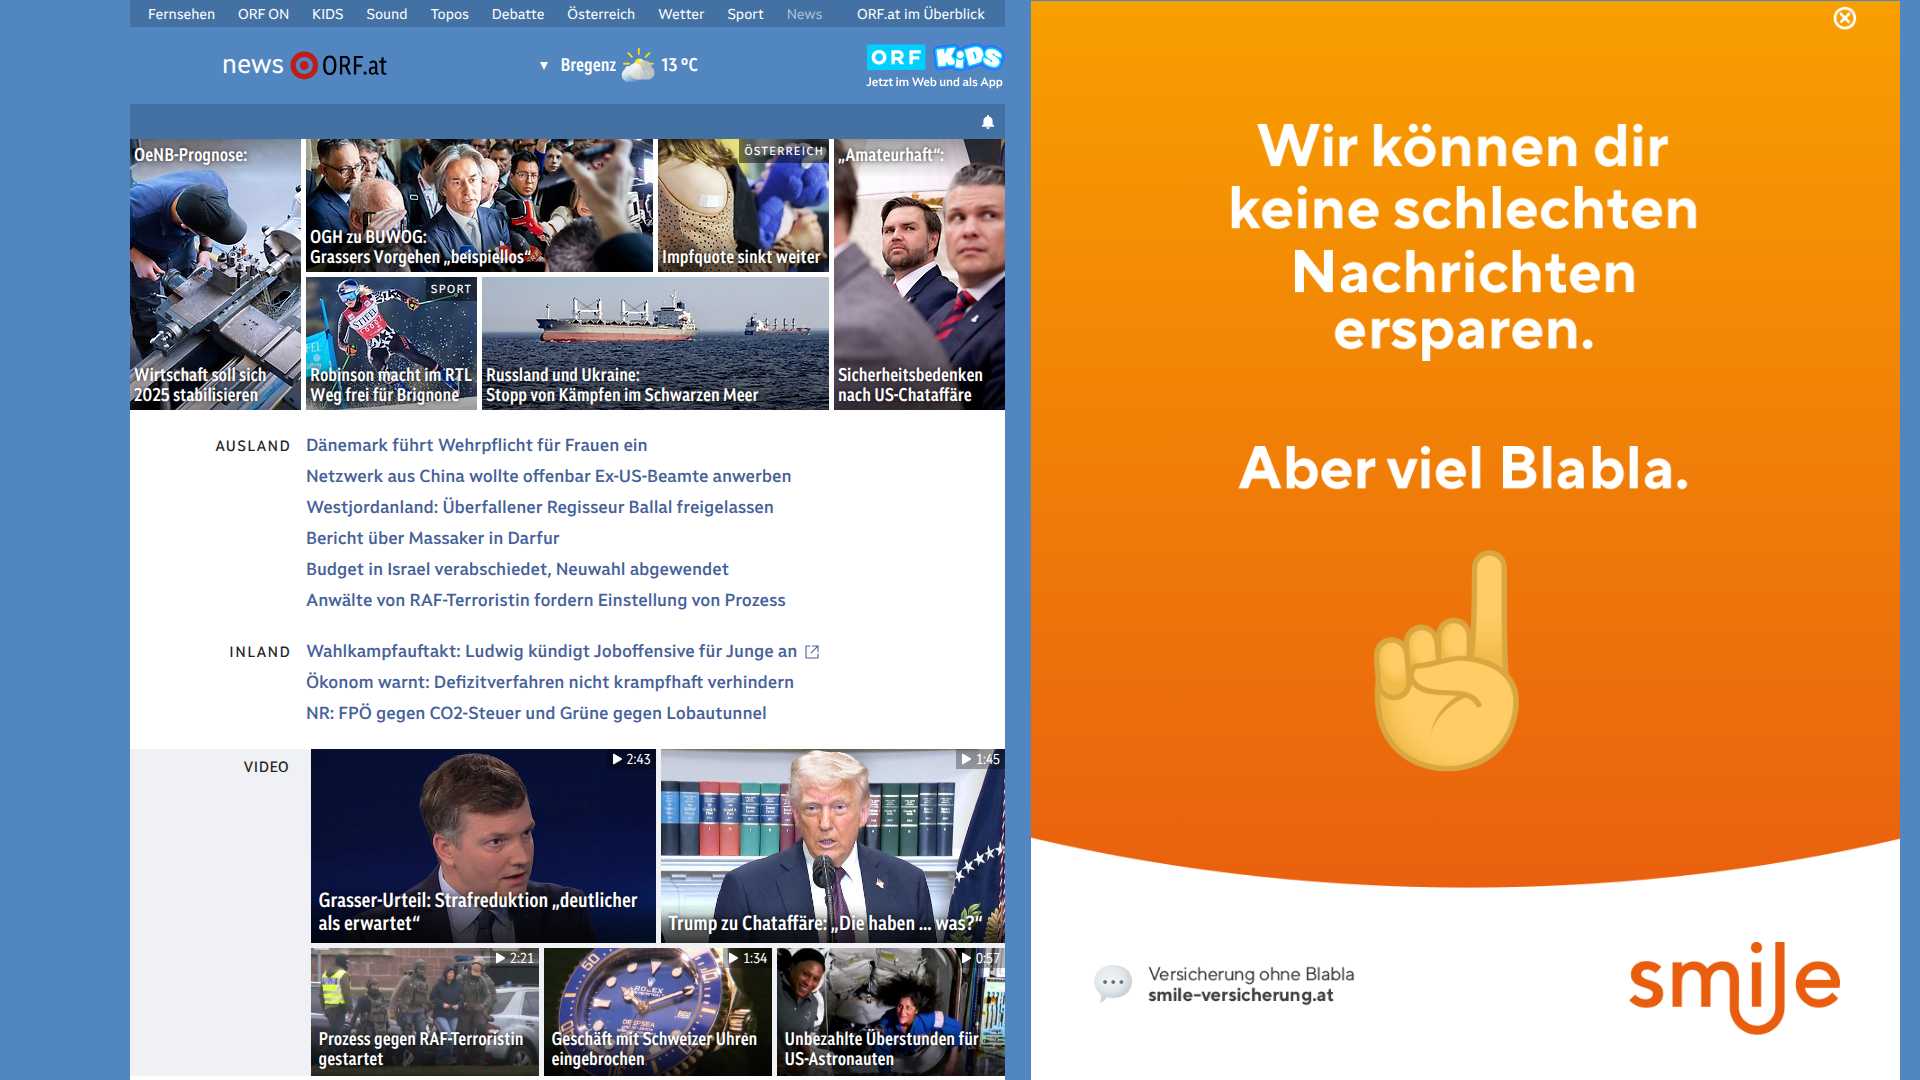 Fernsehen ORF ON KIDS Sound Topos Debatte Österreich Wetter Sport News ORF.at im Überblick
news ORF.at
Bregenz 13 °C
ORF KiDS
Jetzt im Web und als App
OeNB-Prognose:
Wirtschaft soll sich
2025 stabilisieren
OGH zu BUWOG:
Grassers Vorgehen „beispiellos“
ÖSTERREICH
Impfquote sinkt weiter
„Amateurhaft“:
Sicherheitsbedenken
nach US-Chataffäre
SPORT
STIFEL
Robinson macht im RTL
Weg frei für Brignone
Russland und Ukraine:
Stopp von Kämpfen im Schwarzen Meer
AUSLAND
Dänemark führt Wehrpflicht für Frauen ein
Netzwerk aus China wollte offenbar Ex-US-Beamte anwerben
Westjordanland: Überfallener Regisseur Ballal freigelassen
Bericht über Massaker in Darfur
Budget in Israel verabschiedet, Neuwahl abgewendet
Anwälte von RAF-Terroristin fordern Einstellung von Prozess
INLAND
Wahlkampfauftakt: Ludwig kündigt Joboffensive für Junge an
Ökonom warnt: Defizitverfahren nicht krampfhaft verhindern
NR: FPÖ gegen CO2-Steuer und Grüne gegen Lobautunnel
VIDEO
2:43
Grasser-Urteil: Strafreduktion „deutlicher
als erwartet“
1:45
Trump zu Chataffäre: „Die haben ... was?“
2:21
Prozess gegen RAF-Terroristin
gestartet
1:34
50
10
ROLEX
DEEPSEA
Geschäft mit Schweizer Uhren
eingebrochen
0:57
Unbezahlte Überstunden für
US-Astronauten
Wir können dir
keine schlechten
Nachrichten
ersparen.
Aber viel Blabla.
Versicherung ohne Blabla
smile-versicherung.at
smile